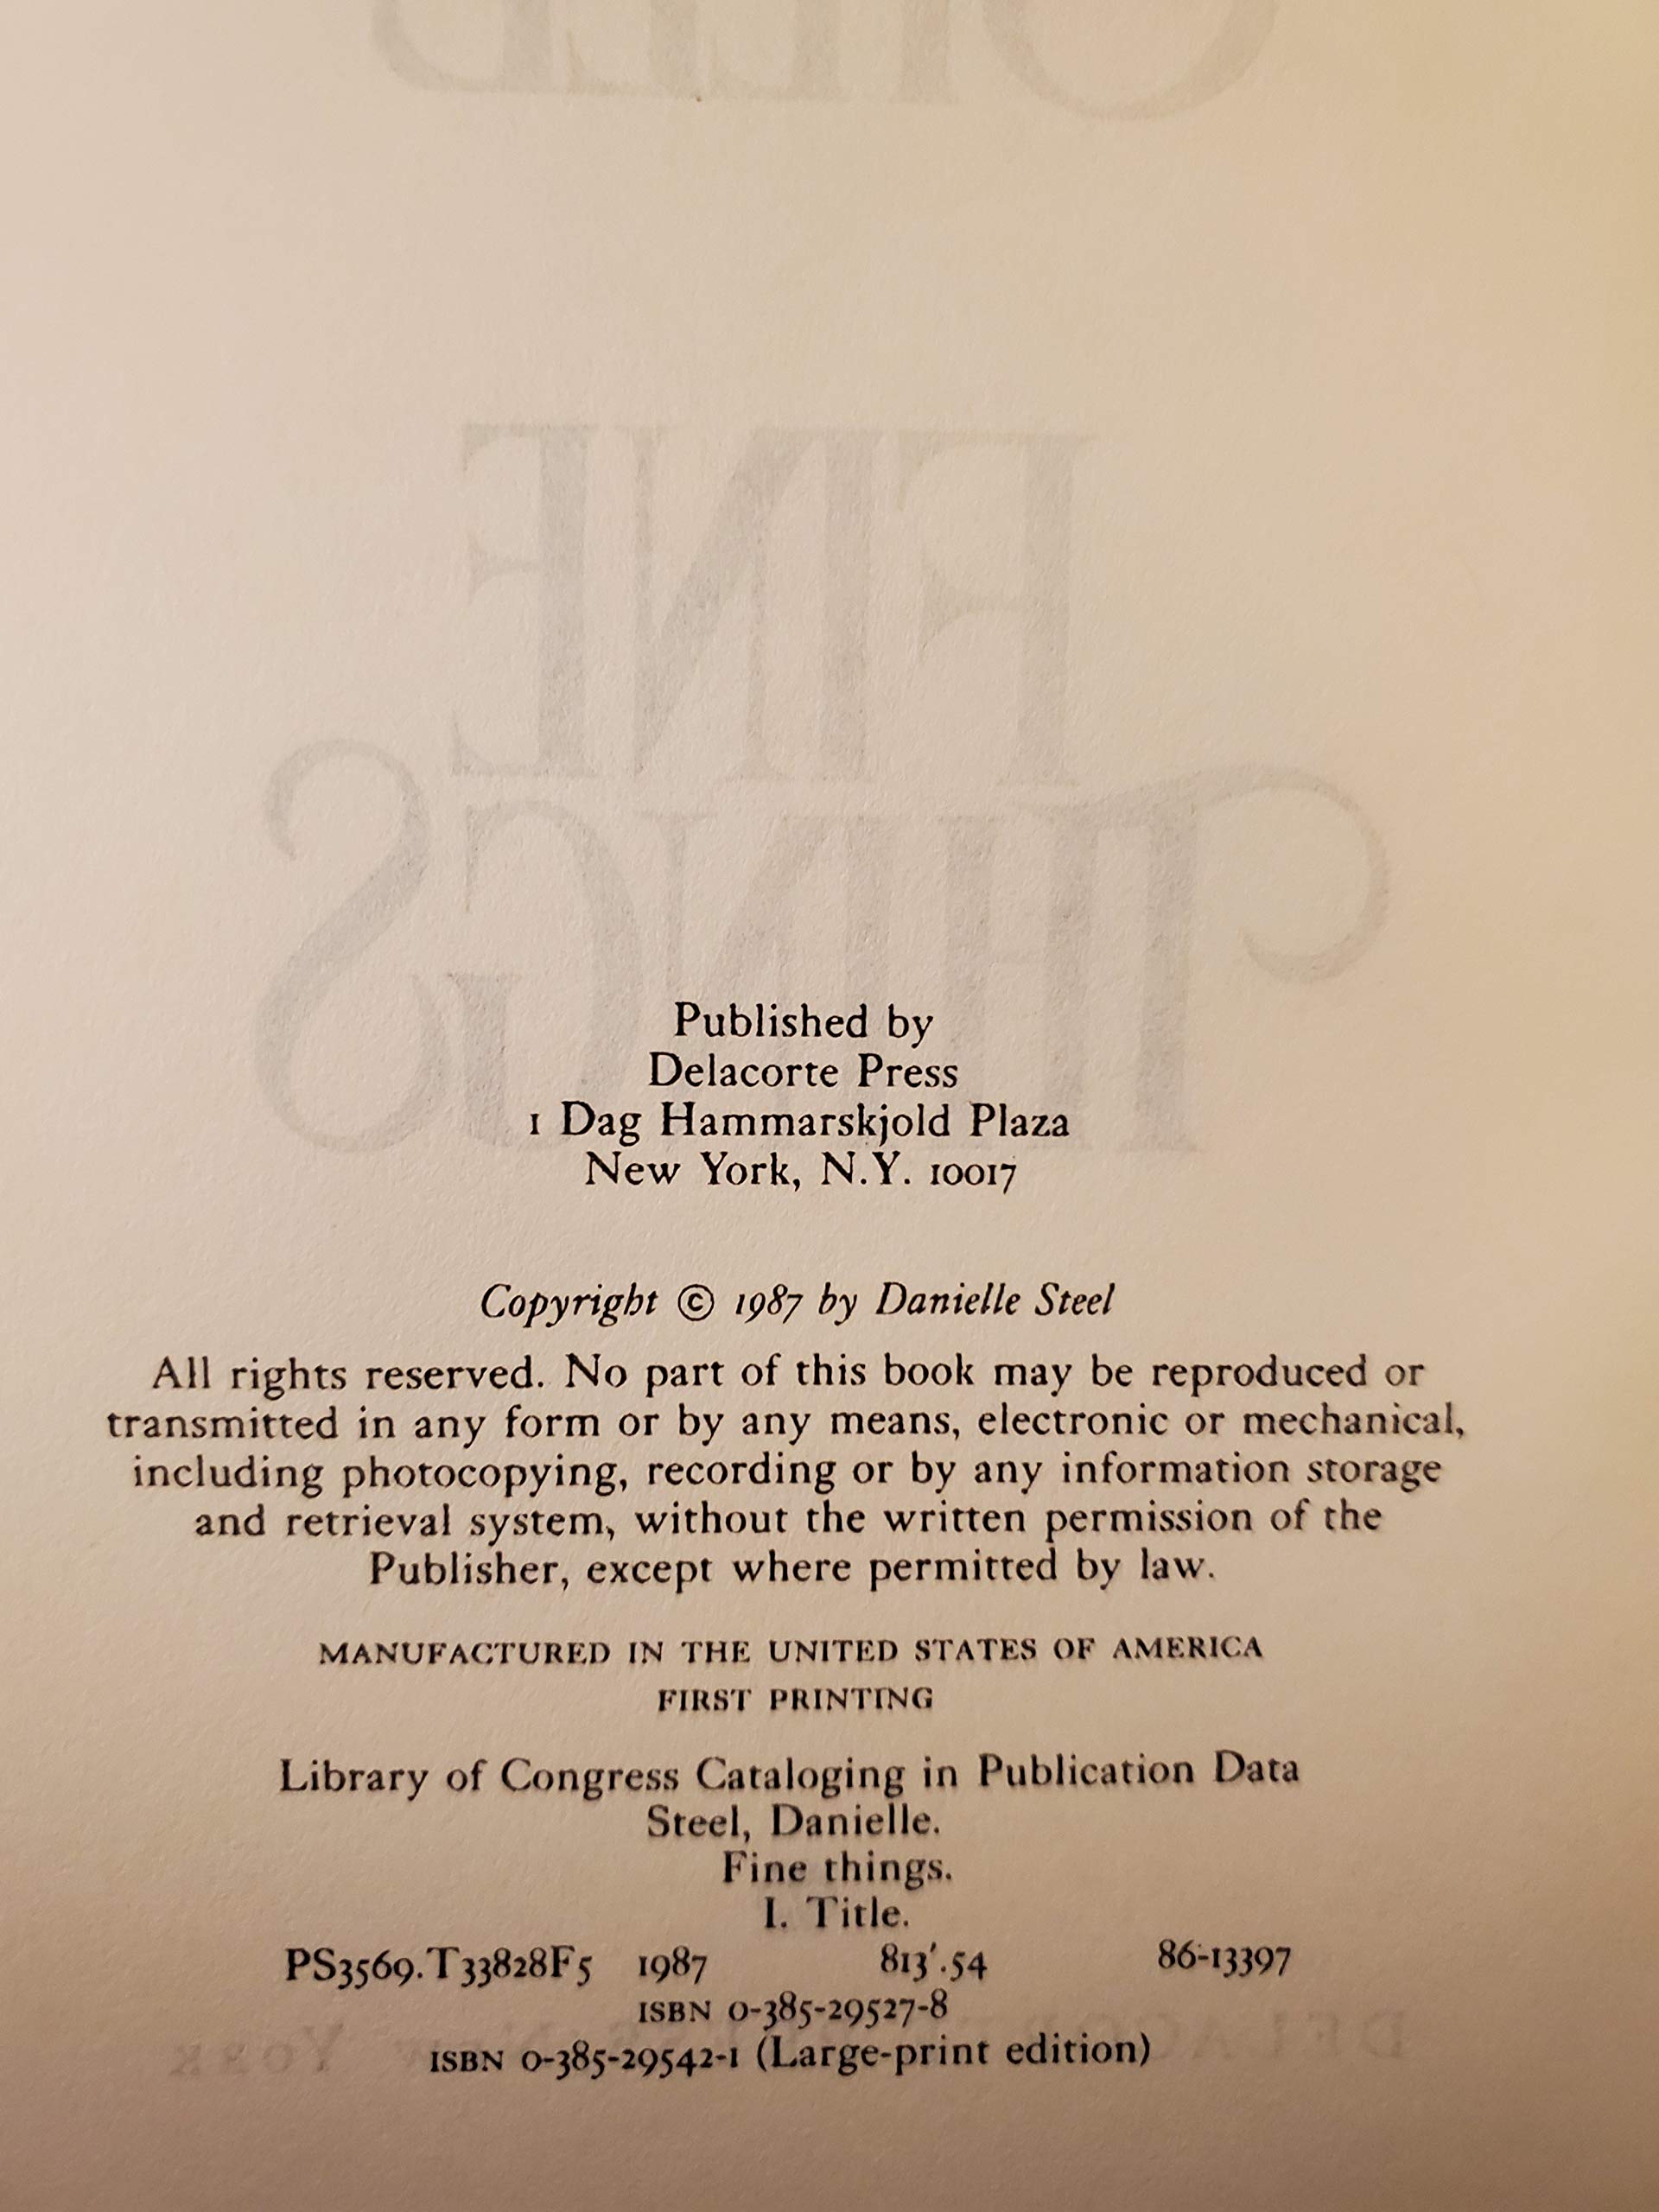 FINE
THINGS
Published by
Delacorte Press
1 Dag Hammarskjold Plaza
New York, N.Y. 10017
Copyright © 1987 by Danielle Steel
All rights reserved. No part of this book may be reproduced or
transmitted in any form or by any means, electronic or mechanical,
including photocopying, recording or by any information storage
and retrieval system, without the written permission of the
Publisher, except where permitted by law.
MANUFACTURED IN THE UNITED STATES OF AMERICA
FIRST PRINTING
Library of Congress Cataloging in Publication Data
Steel, Danielle.
Fine things.
I. Title.
PS3569.T33828F5 1987 813'.54 86-13397
ISBN 0-385-29527-8
ISBN 0-385-29542-1 (Large-print edition)